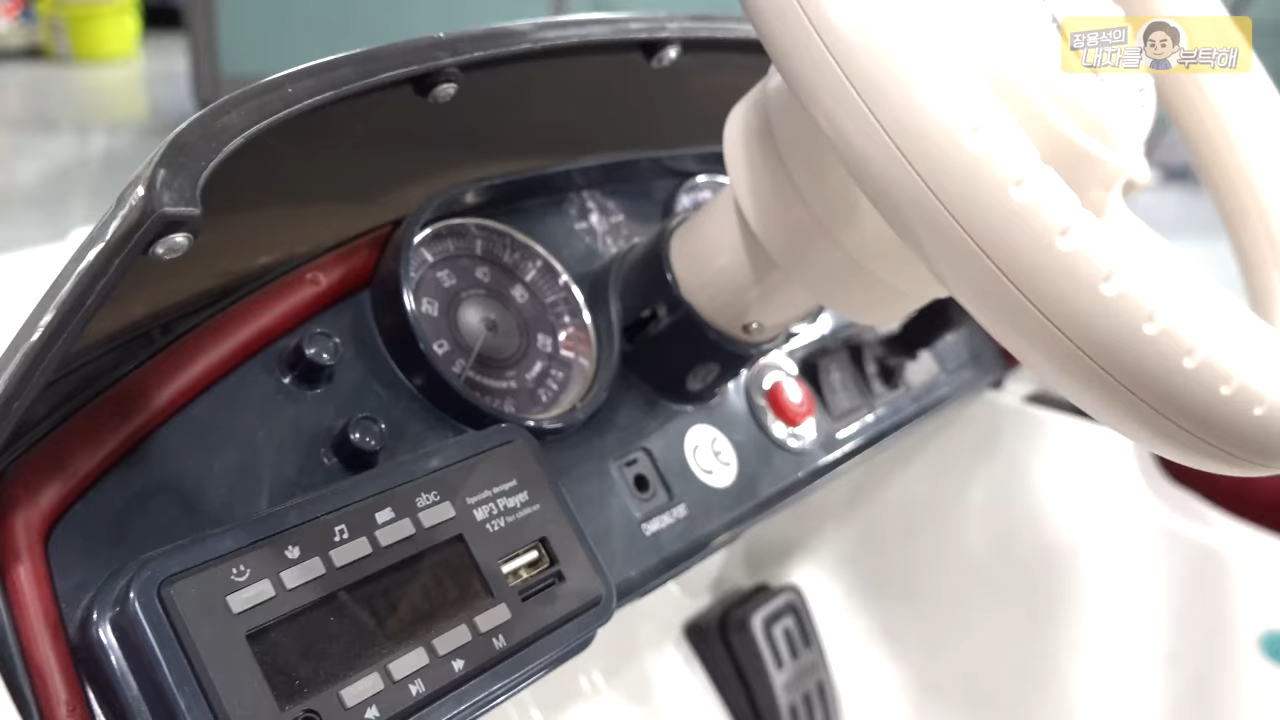 장용석의
내차를 부탁해
abc
Specially designed
MP3 Player
12V for children
CE
CHARGING PORT
M